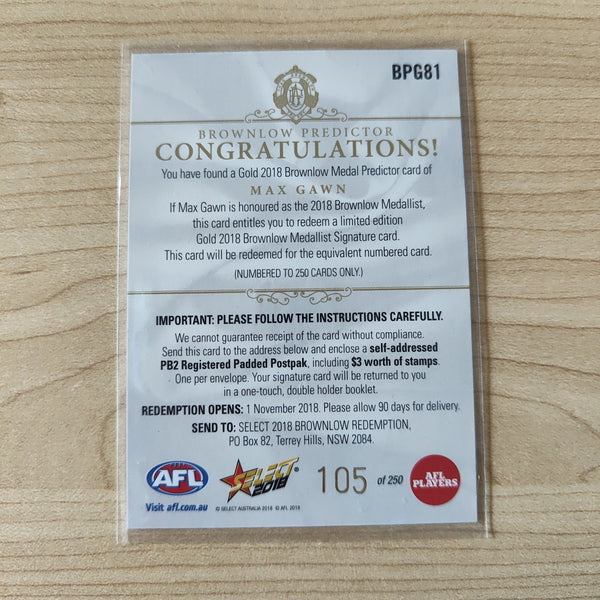 BPG81
BROWNLOW PREDICTOR
CONGRATULATIONS!
You have found a Gold 2018 Brownlow Medal Predictor card of
MAX GAWN
If Max Gawn is honoured as the 2018 Brownlow Medallist,
this card entitles you to redeem a limited edition
Gold 2018 Brownlow Medallist Signature card.
This card will be redeemed for the equivalent numbered card.
(NUMBERED TO 250 CARDS ONLY.)
IMPORTANT: PLEASE FOLLOW THE INSTRUCTIONS CAREFULLY.
We cannot guarantee receipt of the card without compliance.
Send this card to the address below and enclose a self-addressed
PB2 Registered Padded Postpak, including $3 worth of stamps.
One per envelope. Your signature card will be returned to you
in a one-touch, double holder booklet.
REDEMPTION OPENS: 1 November 2018. Please allow 90 days for delivery.
SEND TO: SELECT 2018 BROWNLOW REDEMPTION,
PO Box 82, Terrey Hills, NSW 2084.
AFL
SELECT
2018
105 of 250
AFL
PLAYERS
Visit afl.com.au
© SELECT AUSTRALIA 2018 © AFL 2018